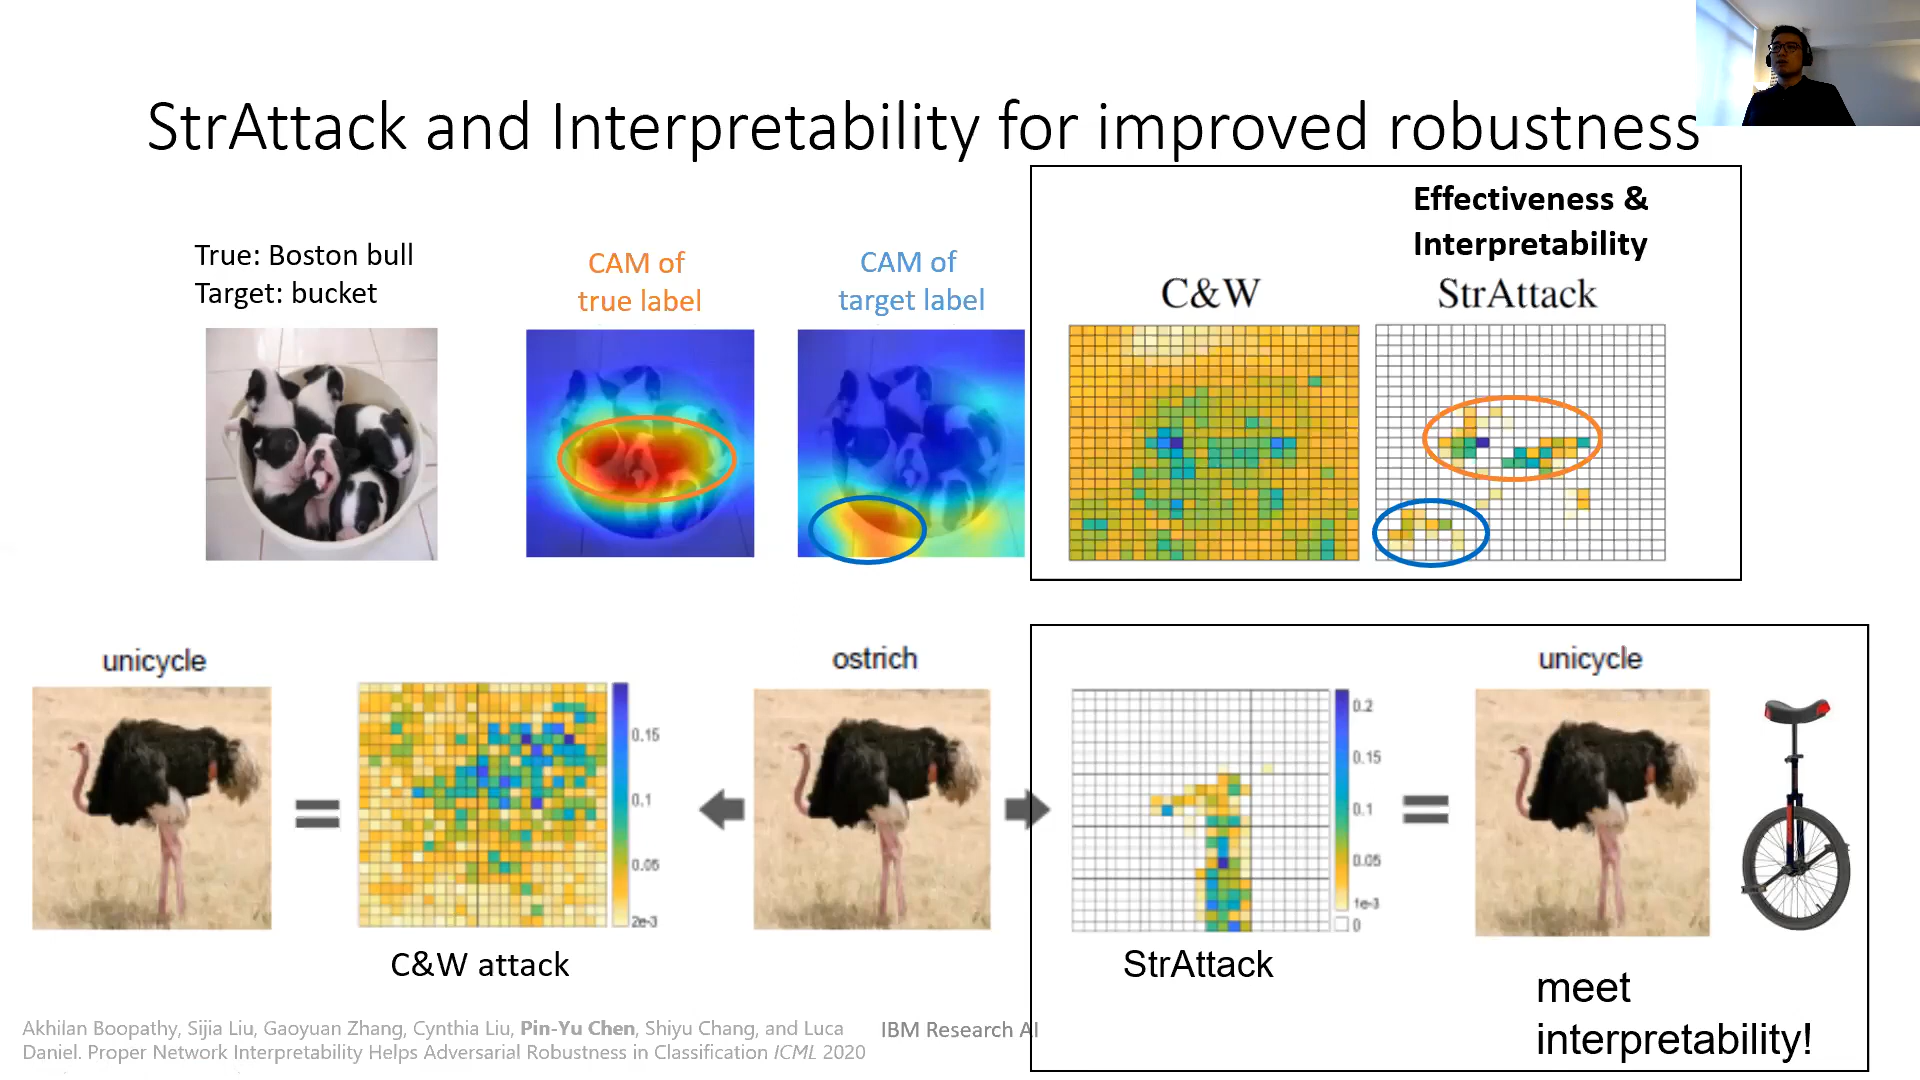 StrAttack and Interpretability for improved robustness
Effectiveness &
Interpretability
True: Boston bull
Target: bucket
CAM of
true label
CAM of
target label
C&W
StrAttack
unicycle
ostrich
unicycle
0.15
0.1
0.05
2e-3
0.2
0.15
0.1
0.05
1e-3
0
C&W attack
StrAttack
meet
interpretability!
Akhilan Boopathy, Sijia Liu, Gaoyuan Zhang, Cynthia Liu, Pin-Yu Chen, Shiyu Chang, and Luca
Daniel. Proper Network Interpretability Helps Adversarial Robustness in Classification ICML 2020
IBM Research AI